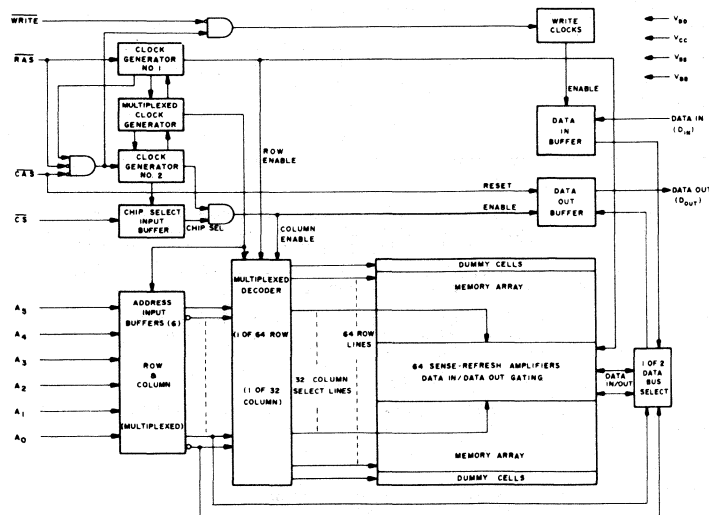 WRITE
RAS
CAS
CS
CLOCK
GENERATOR
NO. 1
MULTIPLEXED
CLOCK
GENERATOR
CLOCK
GENERATOR
NO. 2
CHIP SELECT
INPUT
BUFFER
CHIP SEL
ROW
ENABLE
COLUMN
ENABLE
WRITE
CLOCKS
ENABLE
DATA
IN
BUFFER
DATA IN
(DIN)
RESET
ENABLE
DATA
OUT
BUFFER
DATA OUT
(DOUT)
VDD
VCC
A5
A4
A3
A2
A1
A0
ADDRESS
INPUT
BUFFERS (6)
ROW
&
COLUMN
(MULTIPLEXED)
MULTIPLEXED
DECODER
(1 OF 64 ROW)
(1 OF 32
COLUMN)
64 ROW
LINES
32 COLUMN
SELECT LINES
DUMMY CELLS
MEMORY ARRAY
64 SENSE-REFRESH AMPLIFIERS
DATA IN/DATA OUT GATING
MEMORY ARRAY
DUMMY CELLS
DATA
IN/OUT
1 OF 2
DATA
BUS
SELECT